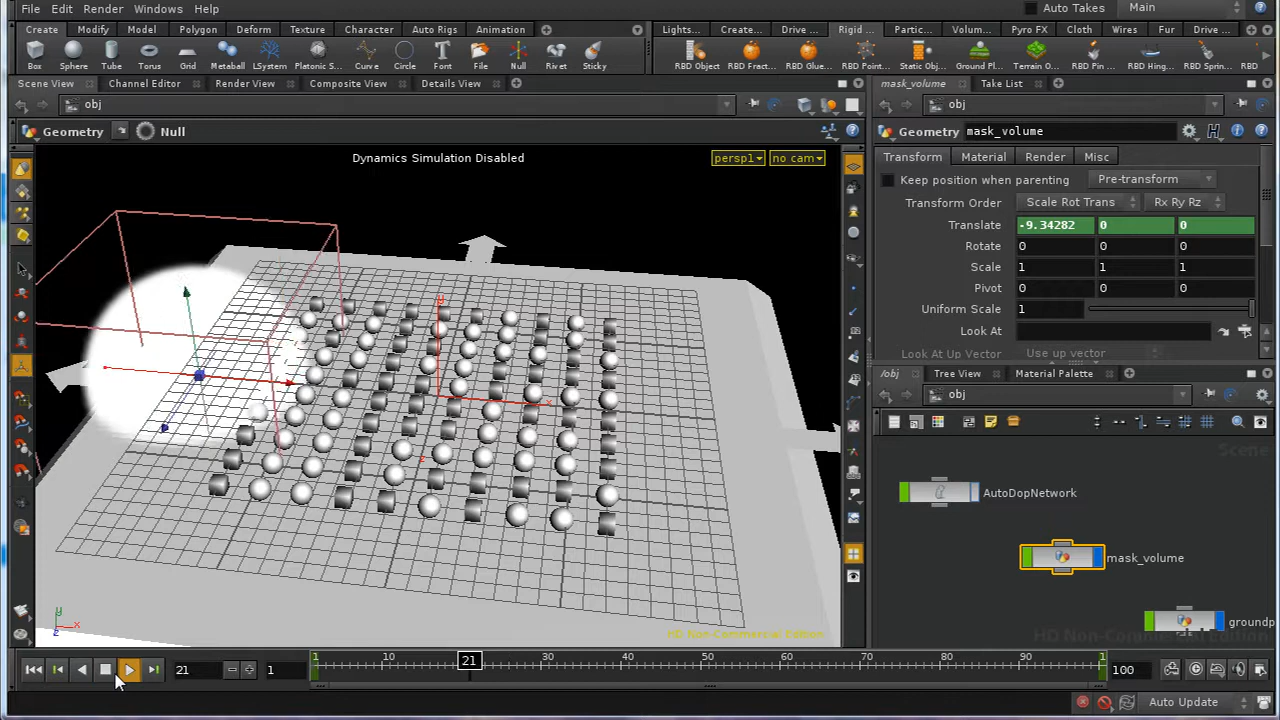 File Edit Render Windows Help Auto Takes Main
Create Modify Model Polygon Deform Texture Character Auto Rigs Animation Lights... Create... Drive ... Rigid ... Partic... Volum... Pyro FX Cloth Wires Fur Drive ...
Box Sphere Tube Torus Grid Metaball LSystem Platonic S... Curve Circle Font File Null Rivet Sticky RBD Object RBD Fract... RBD Glue... RBD Point... Static Obj... Ground Pl... Terrain O... RBD Pin ... RBD Hing... RBD Sprin... RBD
Scene View Channel Editor Render View Composite View Details View mask_volume Take List
obj obj
Geometry Null Geometry mask_volume
Dynamics Simulation Disabled persp1 no cam
Transform Material Render Misc
Keep position when parenting Pre-transform
Transform Order Scale Rot Trans Rx Ry Rz
Translate -9.34282 0 0
Rotate 0 0 0
Scale 1 1 1
Pivot 0 0 0
Uniform Scale 1
Look At
Look At Up Vector Use up vector
/obj Tree View Material Palette
obj
Scene
AutoDopNetwork
mask_volume
groundp
HD Non-Commercial Edition
HD Non-Commercial Edition
y
x
z
y
x
z
21 1 1 10 21 30 40 50 60 70 80 90 1 100
Auto Update